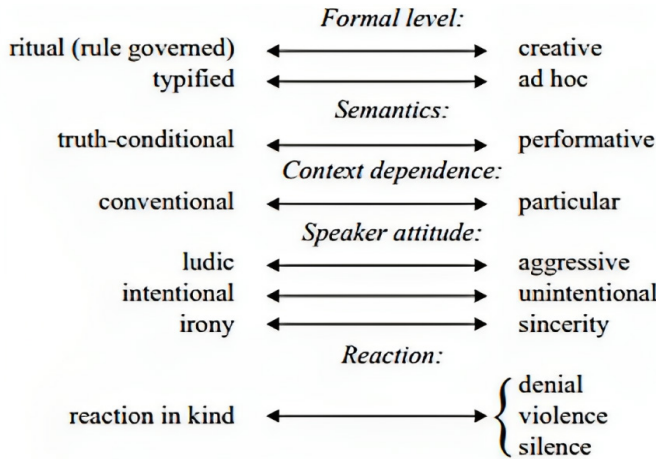 Formal level:
ritual (rule governed) creative
typified ad hoc
Semantics:
truth-conditional performative
Context dependence:
conventional particular
Speaker attitude:
ludic aggressive
intentional unintentional
irony sincerity
Reaction:
denial
reaction in kind violence
silence